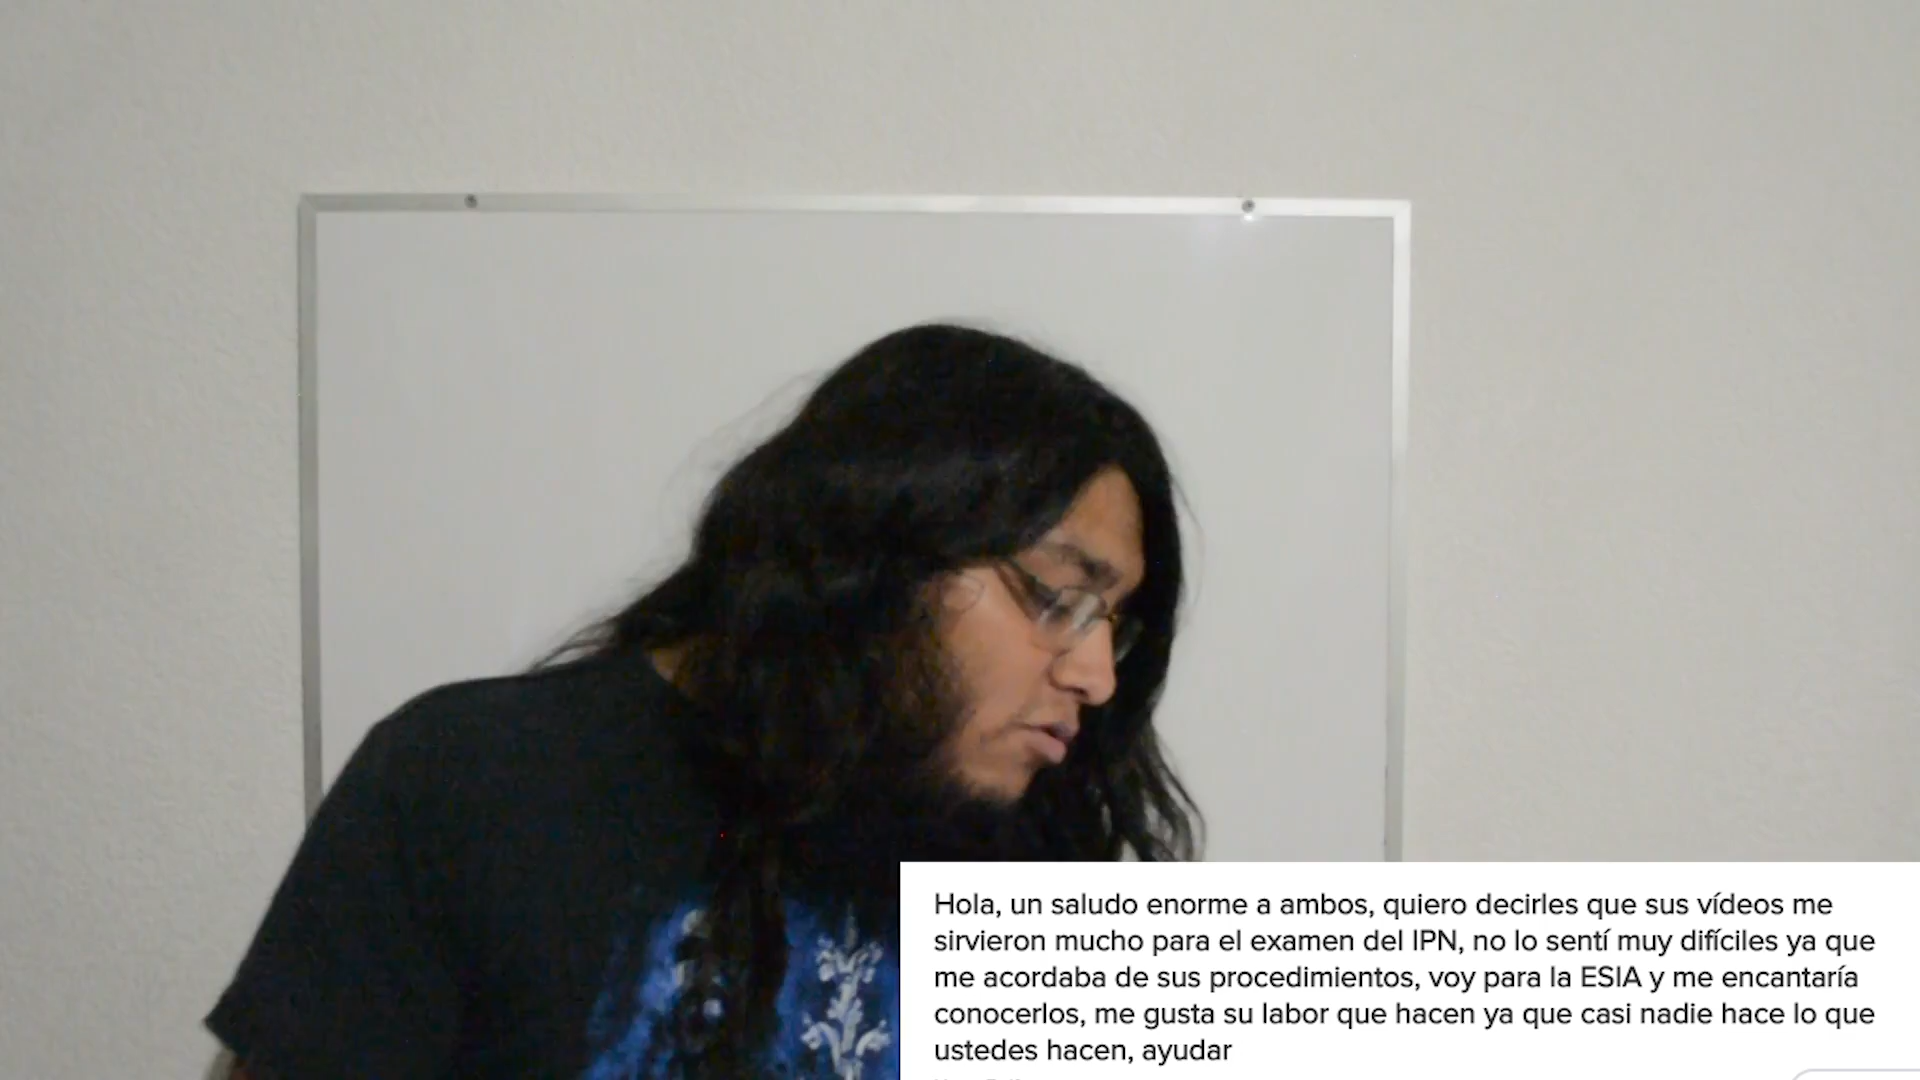 Hola, un saludo enorme a ambos, quiero decirles que sus vídeos me
sirvieron mucho para el examen del IPN, no lo sentí muy difíciles ya que
me acordaba de sus procedimientos, voy para la ESIA y me encantaría
conocerlos, me gusta su labor que hacen ya que casi nadie hace lo que
ustedes hacen, ayudar